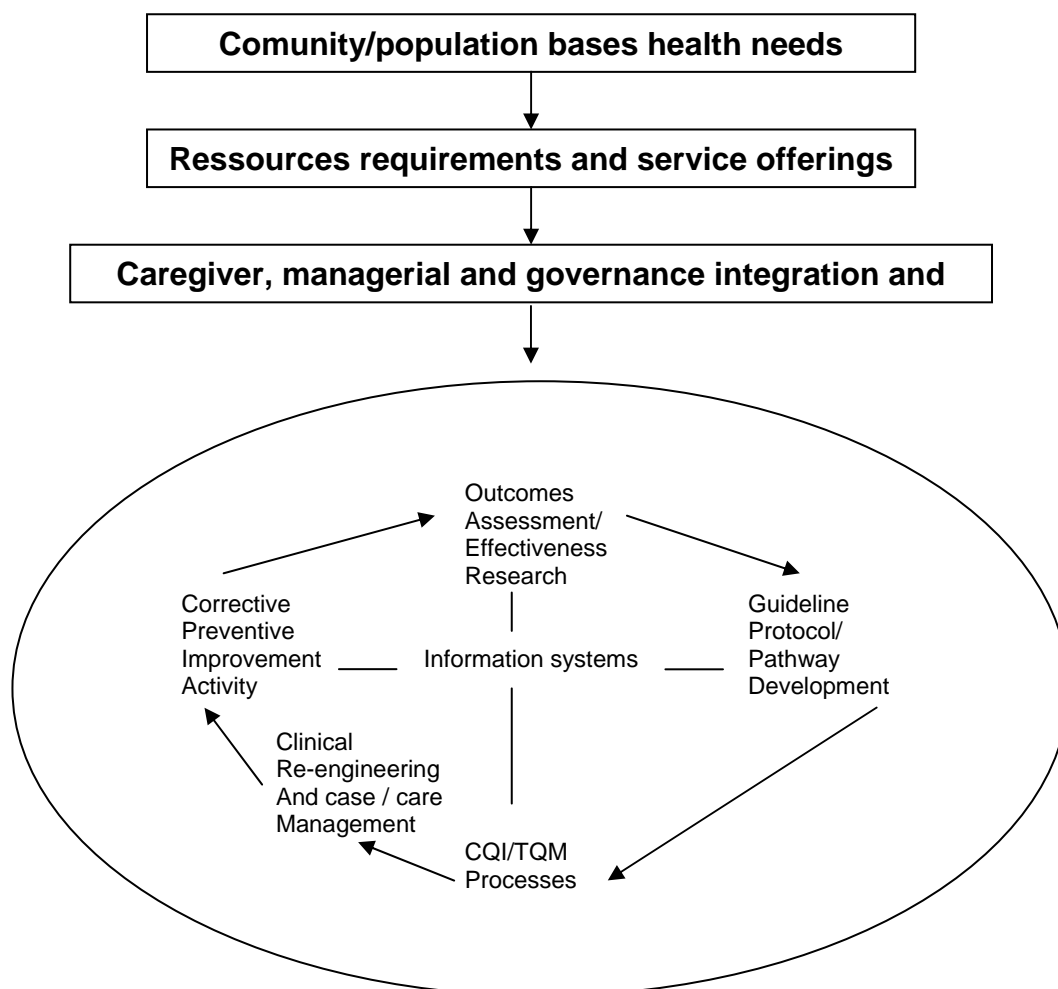 Comunity/population bases health needs
Ressources requirements and service offerings
Caregiver, managerial and governance integration and
Outcomes
Assessment/
Effectiveness
Research
Corrective
Preventive
Improvement
Activity
Information systems
Guideline
Protocol/
Pathway
Development
Clinical
Re-engineering
And case / care
Management
CQI/TQM
Processes